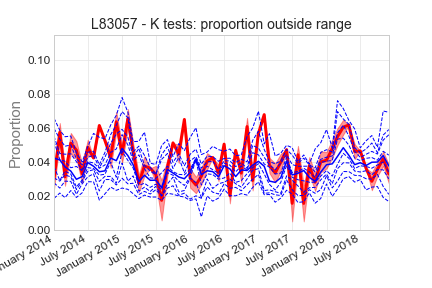 L83057 - K tests: proportion outside range
Proportion
0.10
0.08
0.06
0.04
0.02
0.00
nuary 2014
July 2014
January 2015
July 2015
January 2016
July 2016
January 2017
July 2017
January 2018
July 2018